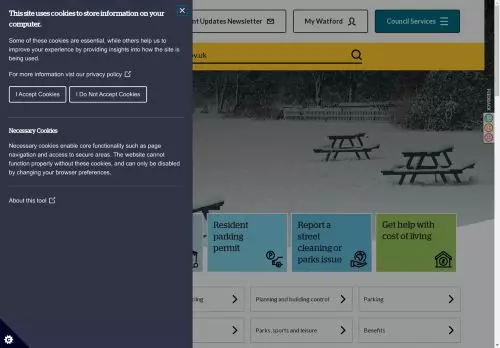 This site uses cookies to store information on your
computer.
Some of these cookies are essential, while others help us to
improve your experience by providing insights into how the site is
being used.
For more information visit our privacy policy
I Accept Cookies
I Do Not Accept Cookies
Necessary Cookies
Necessary cookies enable core functionality such as page
navigation and access to secure areas. The website cannot
function properly without these cookies, and can only be disabled
by changing your browser preferences.
About this tool
Updates Newsletter
My Watford
Council Services
FEEDBACK
Resident
parking
permit
Report a
street
cleaning or
parks issue
Get help with
cost of living
Planning and building control
Parking
Parks, sports and leisure
Benefits